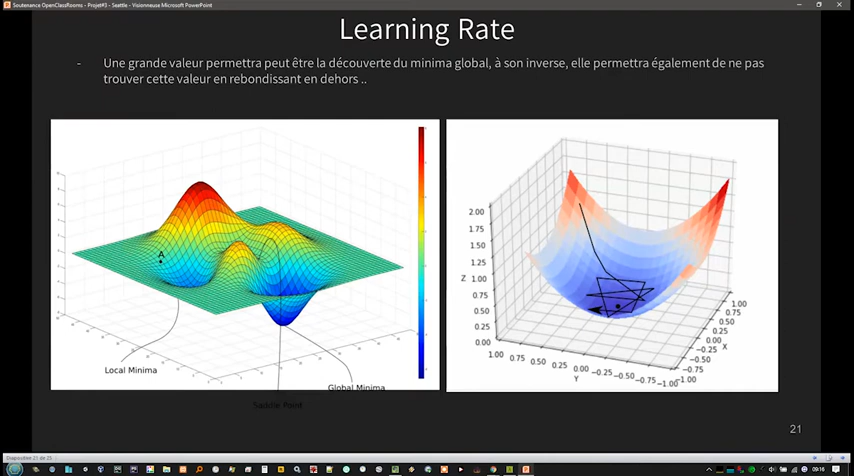 Soutenance OpenClassRooms - Projet#3 - Seattle - Visionneuse Microsoft PowerPoint
Learning Rate
- Une grande valeur permettra peut être la découverte du minima global, à son inverse, elle permettra également de ne pas
trouver cette valeur en rebondissant en dehors ..
A
Local Minima
Global Minima
Saddle Point
2.00
1.75
1.50
1.25
Z 1.00
0.75
0.50
0.25
0.00
1.00 0.75 0.50 0.25 0.00 −0.25 −0.50 −0.75 −1.00
Y
1.00
0.75
0.50
0.25
0.00
X
−0.25
−0.50
−0.75
−1.00
21
Diapositive 21 de 25
09:16